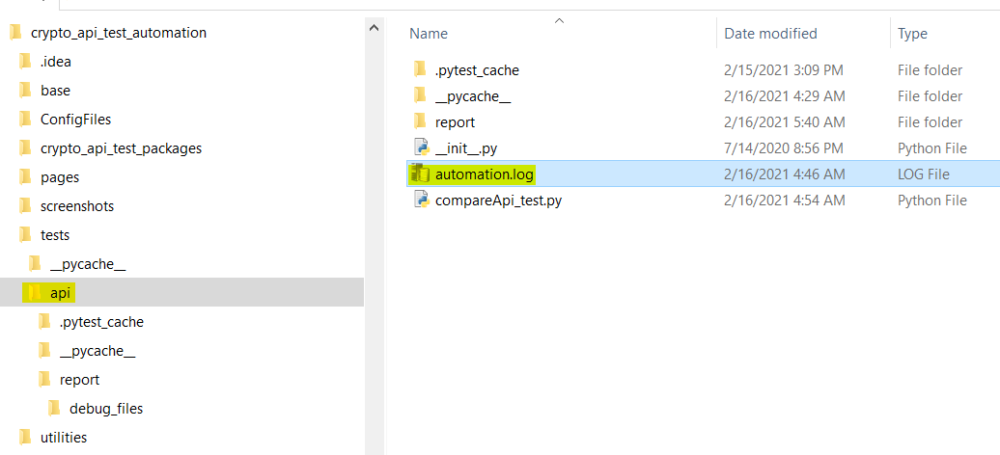 crypto_api_test_automation
.idea
base
ConfigFiles
crypto_api_test_packages
pages
screenshots
tests
__pycache__
api
.pytest_cache
__pycache__
report
debug_files
utilities
Name Date modified Type
.pytest_cache 2/15/2021 3:09 PM File folder
__pycache__ 2/16/2021 4:29 AM File folder
report 2/16/2021 5:40 AM File folder
__init__.py 7/14/2020 8:56 PM Python File
automation.log 2/16/2021 4:46 AM LOG File
compareApi_test.py 2/16/2021 4:54 AM Python File